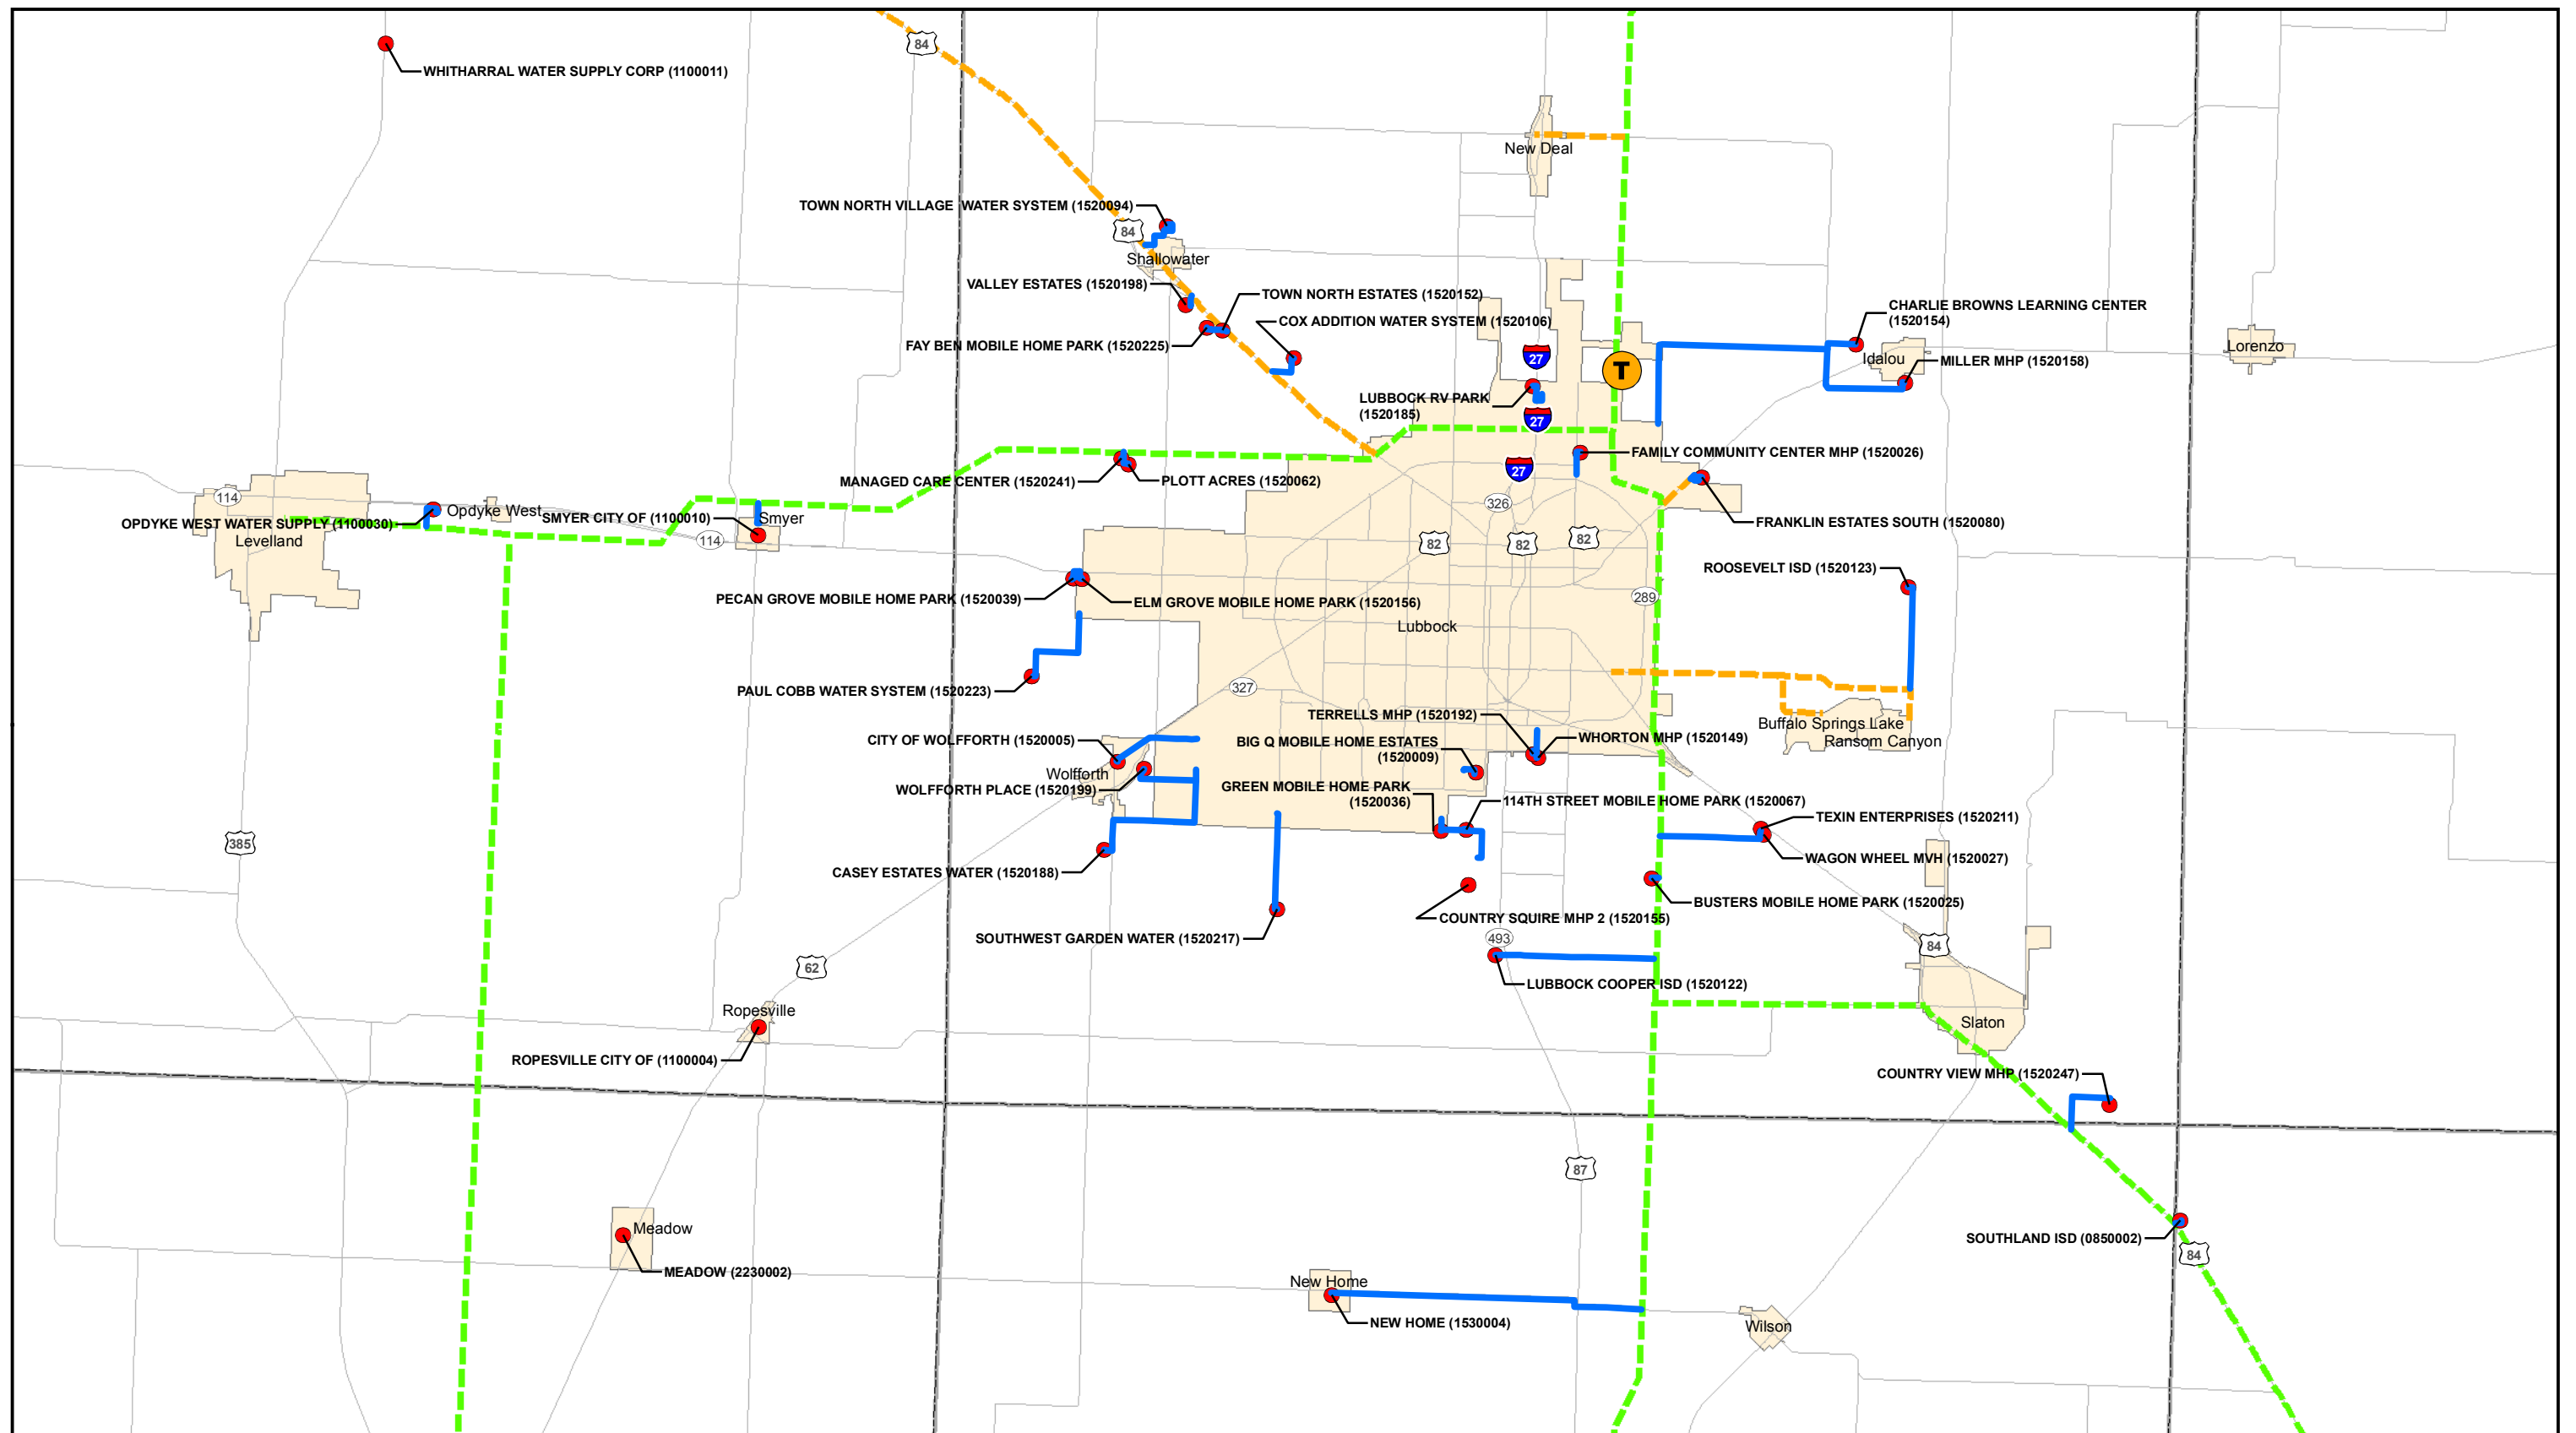 84
WHITHARRAL WATER SUPPLY CORP (1100011)
New Deal
TOWN NORTH VILLAGE  WATER SYSTEM (1520094)
84
Shallowater
VALLEY ESTATES (1520198)
TOWN NORTH ESTATES (1520152)
COX ADDITION WATER SYSTEM (1520106)
FAY BEN MOBILE HOME PARK (1520225)
CHARLIE BROWNS LEARNING CENTER
(1520154)
Lorenzo
27
Idalou
MILLER MHP (1520158)
T
LUBBOCK RV PARK
(1520185)
27
FAMILY COMMUNITY CENTER MHP (1520026)
27
MANAGED CARE CENTER (1520241)
PLOTT ACRES (1520062)
114
326
Opdyke West
SMYER CITY OF (1100010)
Smyer
OPDYKE WEST WATER SUPPLY (1100030)
FRANKLIN ESTATES SOUTH (1520080)
Levelland
114
82
82
82
ROOSEVELT ISD (1520123)
PECAN GROVE MOBILE HOME PARK (1520039)
ELM GROVE MOBILE HOME PARK (1520156)
289
Lubbock
327
PAUL COBB WATER SYSTEM (1520223)
TERRELLS MHP (1520192)
Buffalo Springs Lake
Ransom Canyon
CITY OF WOLFFORTH (1520005)
BIG Q MOBILE HOME ESTATES
(1520009)
WHORTON MHP (1520149)
Wolfforth
WOLFFORTH PLACE (1520199)
GREEN MOBILE HOME PARK
(1520036)
114TH STREET MOBILE HOME PARK (1520067)
TEXIN ENTERPRISES (1520211)
385
WAGON WHEEL MVH (1520027)
CASEY ESTATES WATER (1520188)
BUSTERS MOBILE HOME PARK (1520025)
COUNTRY SQUIRE MHP 2 (1520155)
SOUTHWEST GARDEN WATER (1520217)
493
84
62
LUBBOCK COOPER ISD (1520122)
Ropesville
Slaton
ROPESVILLE CITY OF (1100004)
COUNTRY VIEW MHP (1520247)
87
Meadow
SOUTHLAND ISD (0850002)
84
MEADOW (2230002)
New Home
NEW HOME (1530004)
Wilson